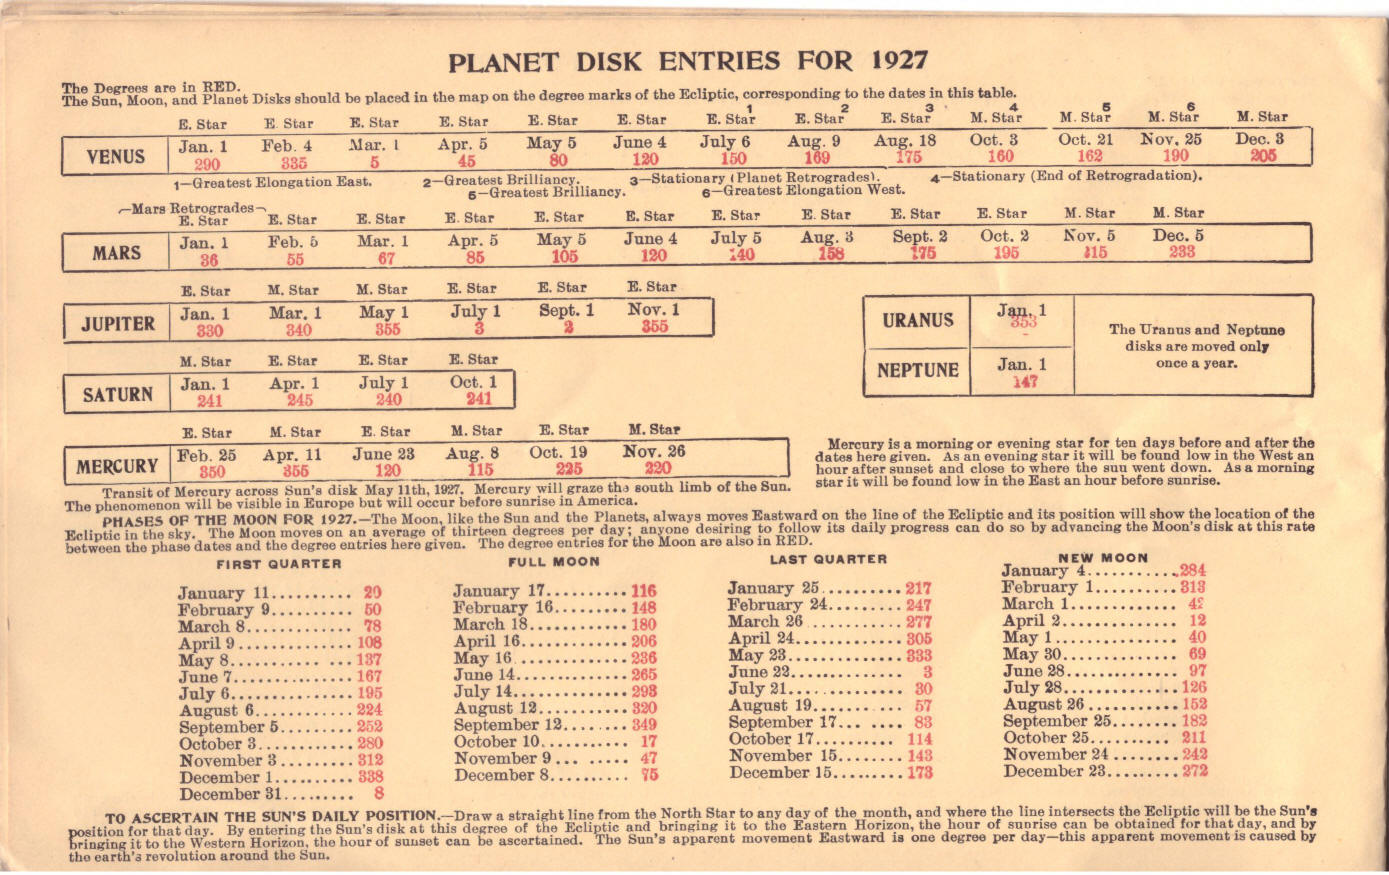 PLANET DISK ENTRIES FOR 1927
The Degrees are in RED.
The Sun, Moon, and Planet Disks should be placed in the map on the degree marks of the Ecliptic, corresponding to the dates in this table.
1 2 3 4 5 6
E. Star E. Star E. Star E. Star E. Star E. Star E. Star E. Star E. Star M. Star M. Star M. Star M. Star
VENUS Jan. 1 Feb. 4 Mar. 1 Apr. 5 May 5 June 4 July 6 Aug. 9 Aug. 18 Oct. 3 Oct. 21 Nov. 25 Dec. 3
290 335 5 45 80 120 150 169 175 160 162 190 205
1—Greatest Elongation East. 2—Greatest Brilliancy. 3—Stationary (Planet Retrogrades). 4—Stationary (End of Retrogradation).
5—Greatest Brilliancy. 6—Greatest Elongation West.
Mars Retrogrades
E. Star E. Star E. Star E. Star E. Star E. Star E. Star E. Star E. Star E. Star M. Star M. Star
MARS Jan. 1 Feb. 5 Mar. 1 Apr. 5 May 5 June 4 July 5 Aug. 3 Sept. 2 Oct. 2 Nov. 5 Dec. 5
36 55 67 85 105 120 140 158 175 195 233
E. Star M. Star M. Star E. Star E. Star E. Star
JUPITER Jan. 1 Mar. 1 May 1 July 1 Sept. 1 Nov. 1
330 340 355 3 2 355
URANUS Jan. 1
353
NEPTUNE Jan. 1
147
The Uranus and Neptune
disks are moved only
once a year.
M. Star E. Star E. Star E. Star
SATURN Jan. 1 Apr. 1 July 1 Oct. 1
241 245 240 241
E. Star M. Star E. Star M. Star E. Star M. Star
MERCURY Feb. 25 Apr. 11 June 23 Aug. 8 Oct. 19 Nov. 26
350 355 120 115 225 220
Mercury is a morning or evening star for ten days before and after the
dates here given. As an evening star it will be found low in the West an
hour after sunset and close to where the sun went down. As a morning
star it will be found low in the East an hour before sunrise.
Transit of Mercury across Sun's disk May 11th, 1927. Mercury will graze the south limb of the Sun.
The phenomenon will be visible in Europe but will occur before sunrise in America.
PHASES OF THE MOON FOR 1927.—The Moon, like the Sun and the Planets, always moves Eastward on the line of the Ecliptic and its position will show the location of the
Ecliptic in the sky. The Moon moves on an average of thirteen degrees per day; anyone desiring to follow its daily progress can do so by advancing the Moon's disk at this rate
between the phase dates and the degree entries here given. The degree entries for the Moon are also in RED.
FIRST QUARTER
January 11.......... 20
February 9.......... 50
March 8............. 78
April 9............. 108
May 8............ ... 137
June 7............... 167
July 6............... 195
August 6............ 224
September 5......... 252
October 3............ 280
November 3......... 312
December 1.......... 338
December 31......... 8
FULL MOON
January 17.......... 116
February 16......... 148
March 18............ 180
April 16............. 206
May 16.............. 236
June 14.............. 265
July 14.............. 293
August 12........... 320
September 12........ 349
October 10........... 17
November 9... ...... 47
December 8.......... 75
LAST QUARTER
January 25.......... 217
February 24......... 247
March 26 ........... 277
April 24............. 305
May 23.............. 333
June 22.............. 3
July 21.............. 30
August 19........... 57
September 17... .... 83
October 17.......... 114
November 15........ 143
December 15......... 173
NEW MOON
January 4........... 284
February 1.......... 313
March 1.............
April 2.............. 12
May 1............... 40
May 30.............. 69
June 28.............. 97
July 28.............. 126
August 26........... 152
September 25........ 182
October 25.......... 211
November 24 ....... 242
December 23......... 272
TO ASCERTAIN THE SUN'S DAILY POSITION.—Draw a straight line from the North Star to any day of the month, and where the line intersects the Ecliptic will be the Sun's
position for that day. By entering the Sun's disk at this degree of the Ecliptic and bringing it to the Eastern Horizon, the hour of sunrise can be obtained for that day, and by
bringing it to the Western Horizon, the hour of sunset can be ascertained. The Sun's apparent movement Eastward is one degree per day—this apparent movement is caused by
the earth's revolution around the Sun.